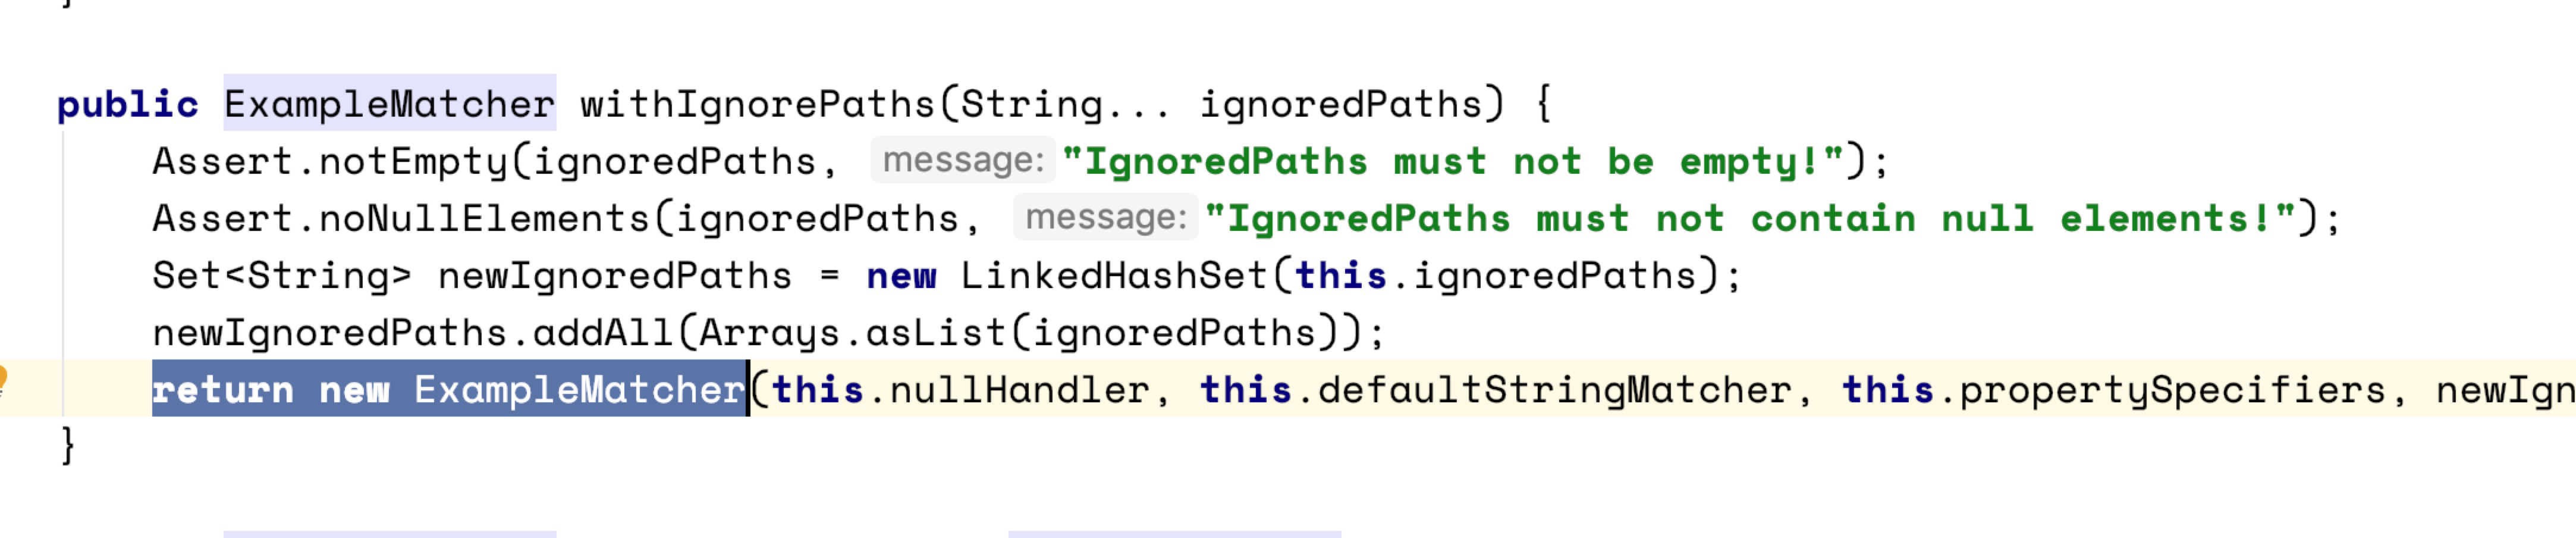 }
public ExampleMatcher withIgnorePaths(String... ignoredPaths) {
Assert.notEmpty(ignoredPaths, message: "IgnoredPaths must not be empty!");
Assert.noNullElements(ignoredPaths, message: "IgnoredPaths must not contain null elements!");
Set<String> newIgnoredPaths = new LinkedHashSet(this.ignoredPaths);
newIgnoredPaths.addAll(Arrays.asList(ignoredPaths));
return new ExampleMatcher(this.nullHandler, this.defaultStringMatcher, this.propertySpecifiers, newIgn
}